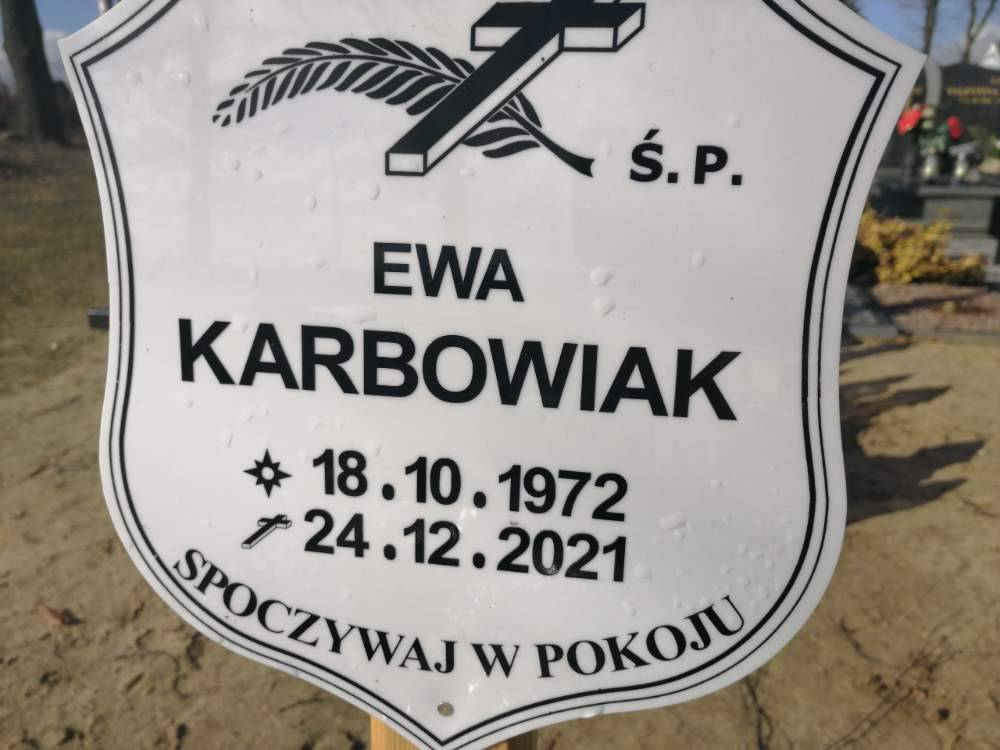 Ś. P.
EWA
KARBOWIAK
18.10.1972
24.12.2021
SPOCZYWAJ W POKOJU